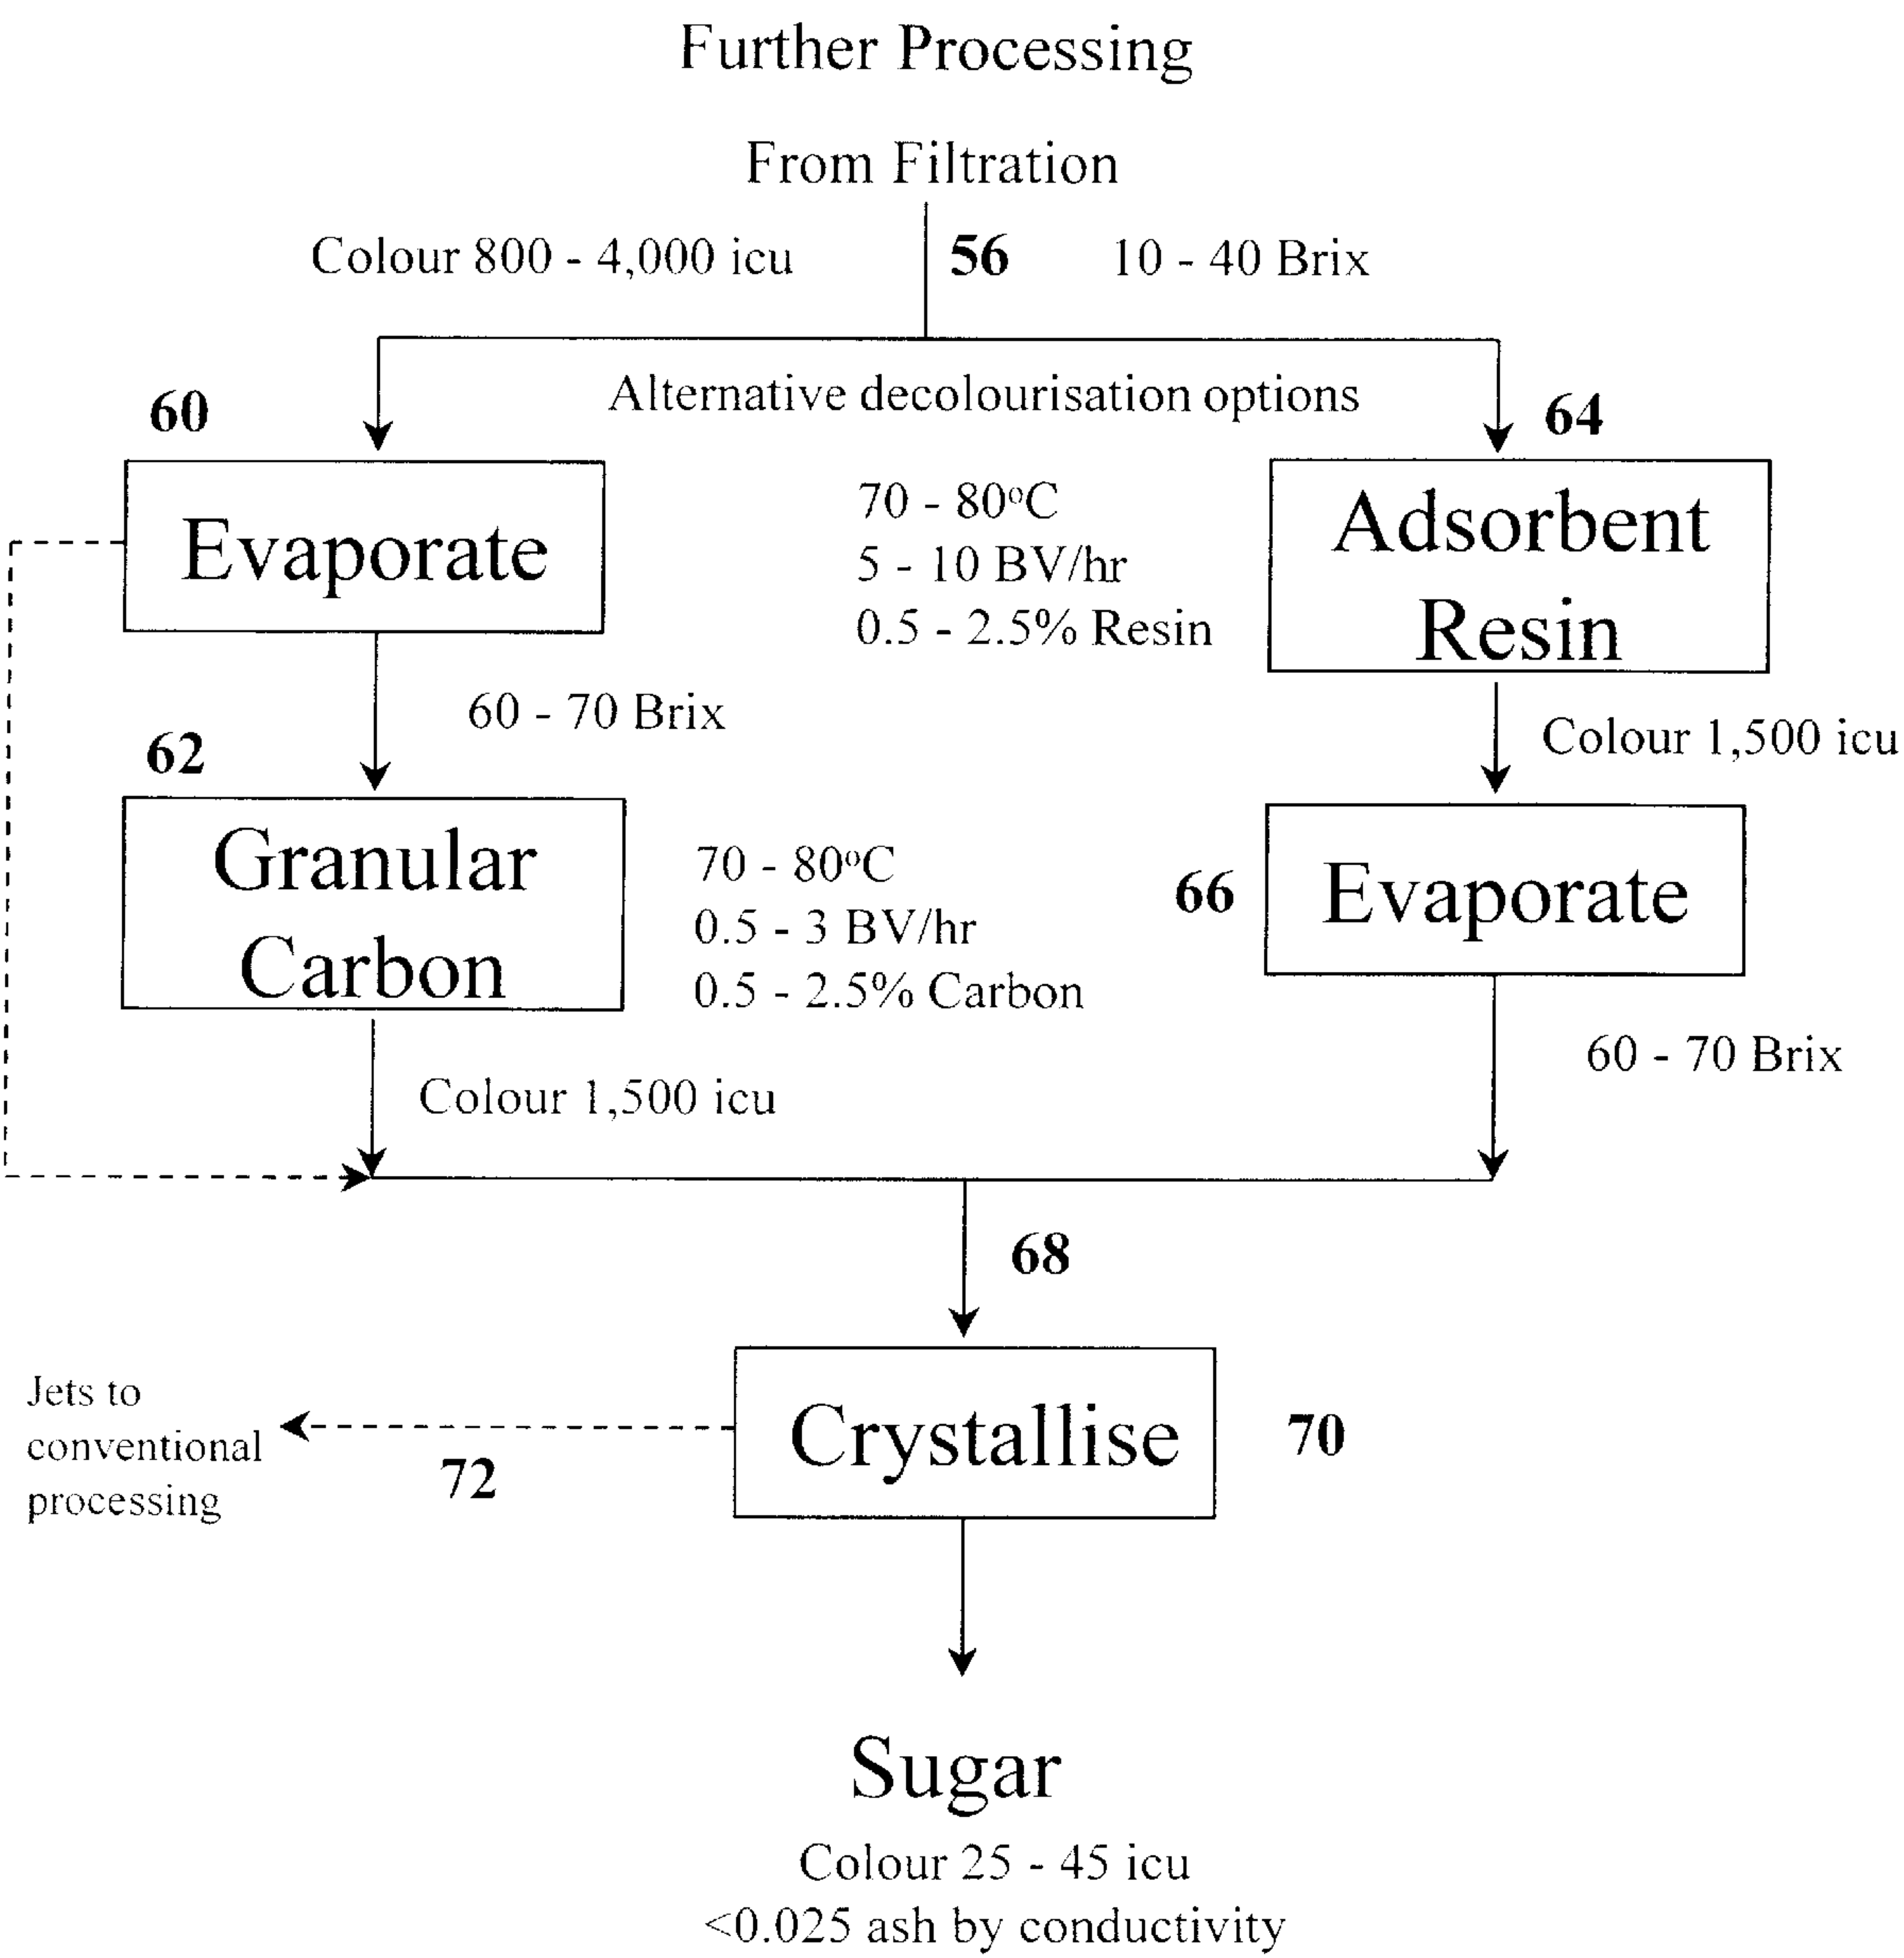 Further Processing
From Filtration
Colour 800 - 4,000 icu
56
10 - 40 Brix
Alternative decolourisation options
60
64
Evaporate
70 - 80°C
5 - 10 BV/hr
0.5 - 2.5% Resin
Adsorbent
Resin
60 - 70 Brix
Colour 1,500 icu
62
Granular
Carbon
70 - 80°C
0.5 - 3 BV/hr
0.5 - 2.5% Carbon
66
Evaporate
Colour 1,500 icu
60 - 70 Brix
68
Jets to
conventional
processing
72
Crystallise
70
Sugar
Colour 25 - 45 icu
<0.025 ash by conductivity